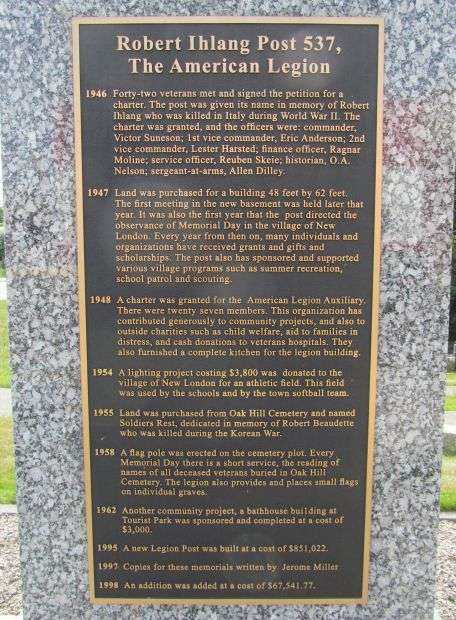 Robert Ihlang Post 537,
The American Legion
1946 Forty-two veterans met and signed the petition for a
charter. The post was given its name in memory of Robert
Ihlang who was killed in Italy during World War II. The
charter was granted, and the officers were: commander,
Victor Suneson; 1st vice commander, Eric Anderson; 2nd
vice commander, Lester Harsted; finance officer, Ragnar
Moline; service officer, Reuben Skeie; historian, O.A.
Nelson; sergeant-at-arms, Allen Dilley.
1947 Land was purchased for a building 48 feet by 62 feet.
The first meeting in the new basement was held later that
year. It was also the first year that the post directed the
observance of Memorial Day in the village of New
London. Every year from then on, many individuals and
organizations have received grants and gifts and
scholarships. The post also has sponsored and supported
various village programs such as summer recreation,
school patrol and scouting.
1948 A charter was granted for the American Legion Auxiliary.
There were twenty seven members. This organization has
contributed generously to community projects, and also to
outside charities such as child welfare, aid to families in
distress, and cash donations to veterans hospitals. They
also furnished a complete kitchen for the legion building.
1954 A lighting project costing $3,800 was donated to the
village of New London for an athletic field. This field
was used by the schools and by the town softball team.
1955 Land was purchased from Oak Hill Cemetery and named
Soldiers Rest, dedicated in memory of Robert Beaudette
who was killed during the Korean War.
1958 A flag pole was erected on the cemetery plot. Every
Memorial Day there is a short service, the reading of
names of all deceased veterans buried in Oak Hill
Cemetery. The legion also provides and places small flags
on individual graves.
1962 Another community project, a bathhouse building at
Tourist Park was sponsored and completed at a cost of
$3,000.
1995 A new Legion Post was built at a cost of $851,022.
1997 Copies for these memorials written by Jerome Miller
1998 An addition was added at a cost of $67,541.77.